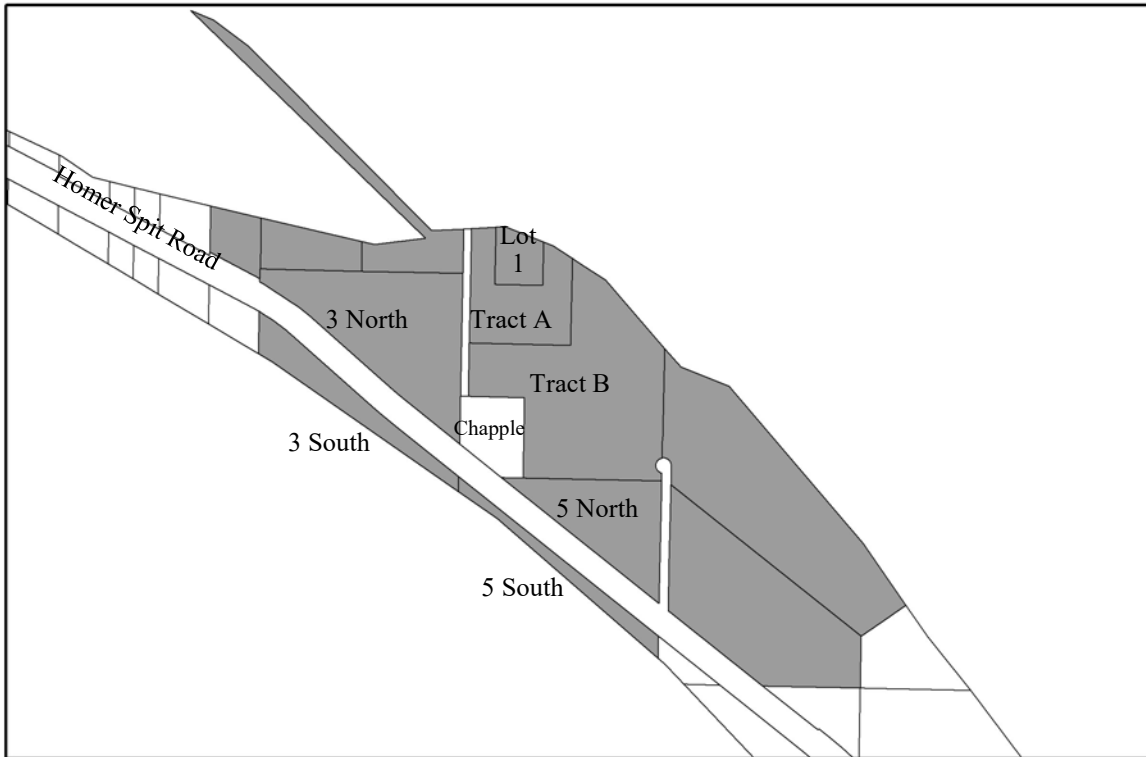 Homer Spit Road
Lot
1
3 North
Tract A
Tract B
Chapple
3 South
5 North
5 South